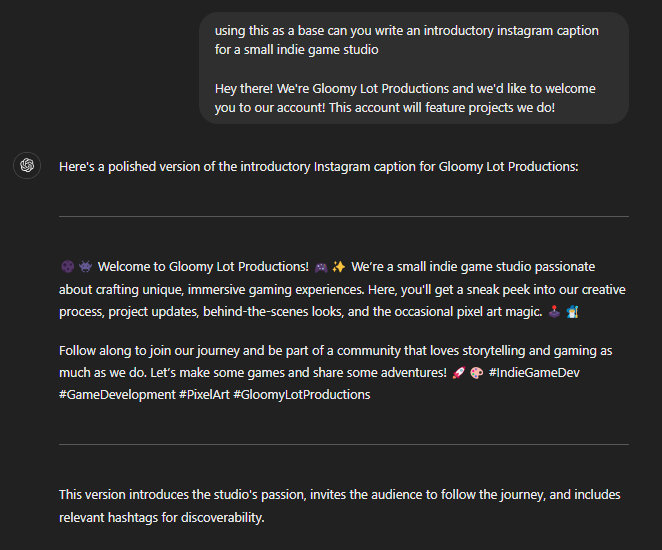 using this as a base can you write an introductory instagram caption
for a small indie game studio
Hey there! We're Gloomy Lot Productions and we'd like to welcome
you to our account! This account will feature projects we do!
Here's a polished version of the introductory Instagram caption for Gloomy Lot Productions:
🌚 👾 Welcome to Gloomy Lot Productions! 🎮 ✨ We're a small indie game studio passionate
about crafting unique, immersive gaming experiences. Here, you'll get a sneak peek into our creative
process, project updates, behind-the-scenes looks, and the occasional pixel art magic. 🕹️ 🧙‍♂️
Follow along to join our journey and be part of a community that loves storytelling and gaming as
much as we do. Let's make some games and share some adventures! 🚀 🎨 #IndieGameDev
#GameDevelopment #PixelArt #GloomyLotProductions
This version introduces the studio's passion, invites the audience to follow the journey, and includes
relevant hashtags for discoverability.